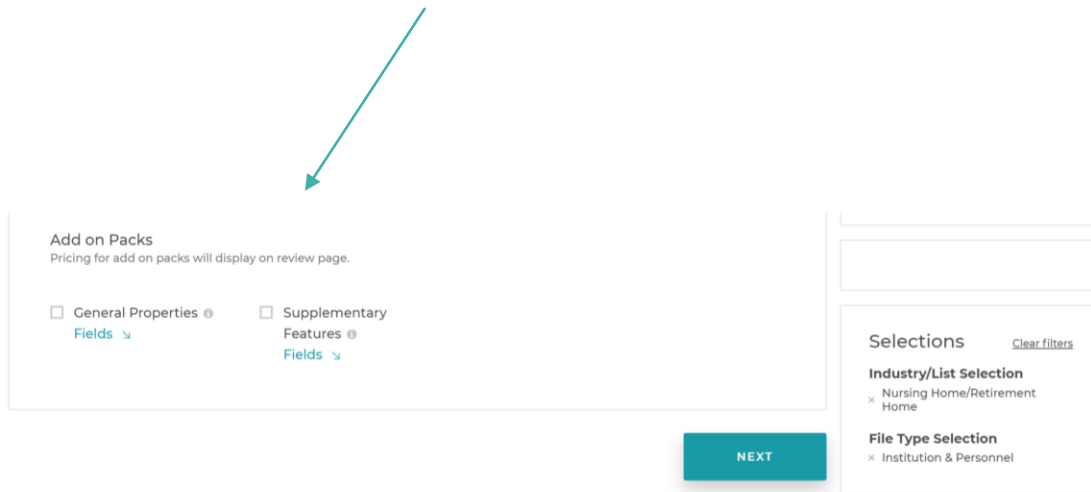 Add on Packs
Pricing for add on packs will display on review page.
General Properties
Fields
Supplementary
Features
Fields
NEXT
Selections
Clear filters
Industry/List Selection
Nursing Home/Retirement
Home
File Type Selection
Institution & Personnel